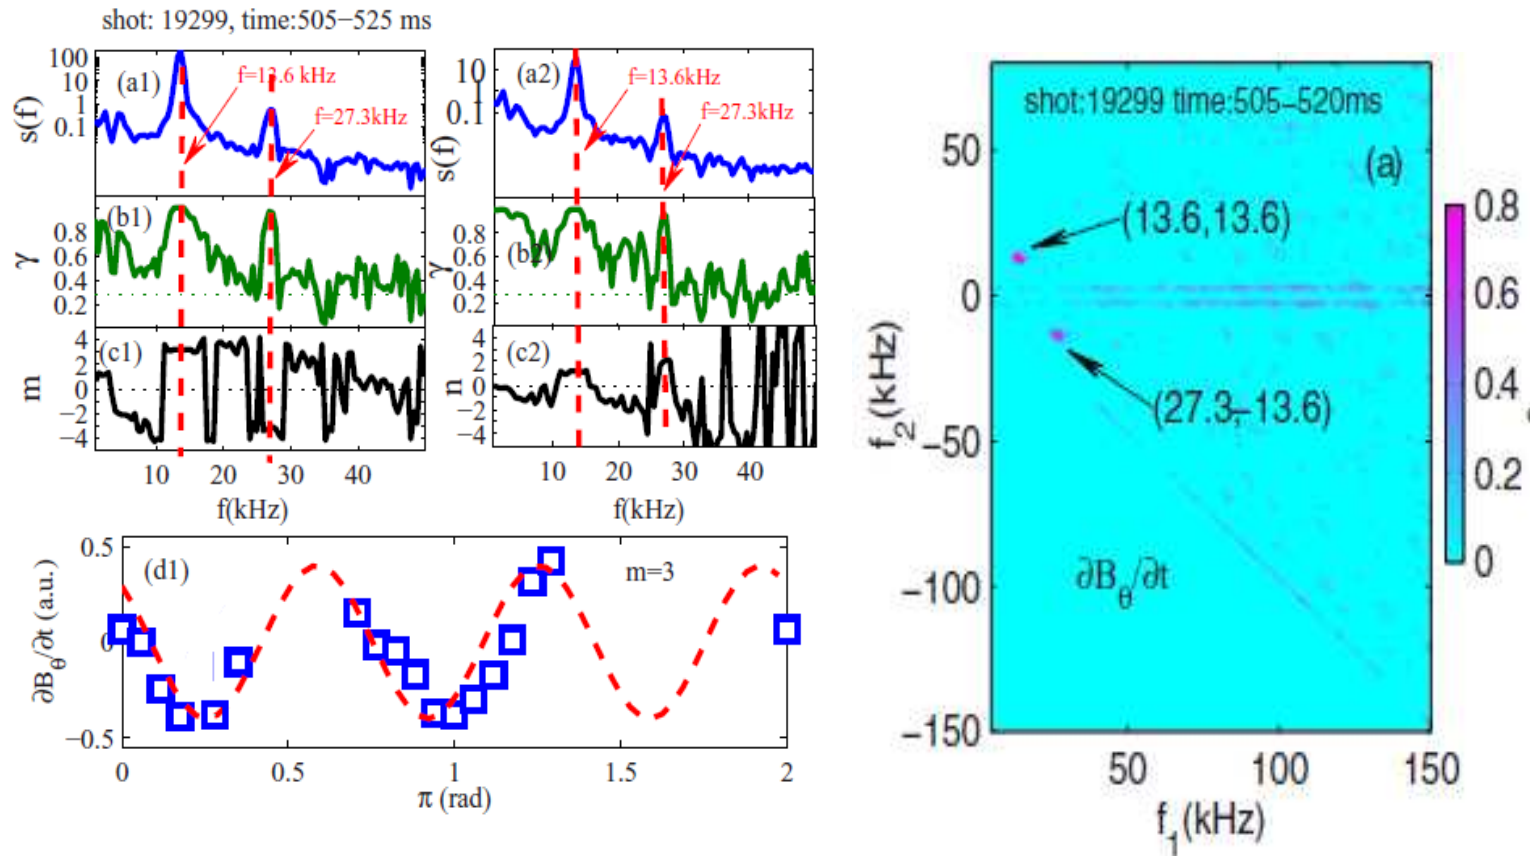 shot: 19299, time:505−525 ms
(a1)
f=13.6 kHz
f=27.3kHz
s(f)
100
10
1
0.1
(b1)
γ
0.8
0.6
0.4
0.2
(c1)
m
4
2
0
−2
−4
10 20 30 40
f(kHz)
(a2)
f=13.6kHz
f=27.3kHz
s(f)
10
0.1
(b2)
γ
0.8
0.6
0.4
0.2
(c2)
n
4
2
0
−2
−4
10 20 30 40
f(kHz)
(d1)
m=3
∂Bθ/∂t (a.u.)
0.5
0
−0.5
0 0.5 1 1.5 2
π (rad)
shot:19299 time:505−520ms
(a)
(13.6,13.6)
(27.3,−13.6)
∂Bθ/∂t
f2(kHz)
50
0
−50
−100
−150
50 100 150
f1(kHz)
0.8
0.6
0.4
0.2
0